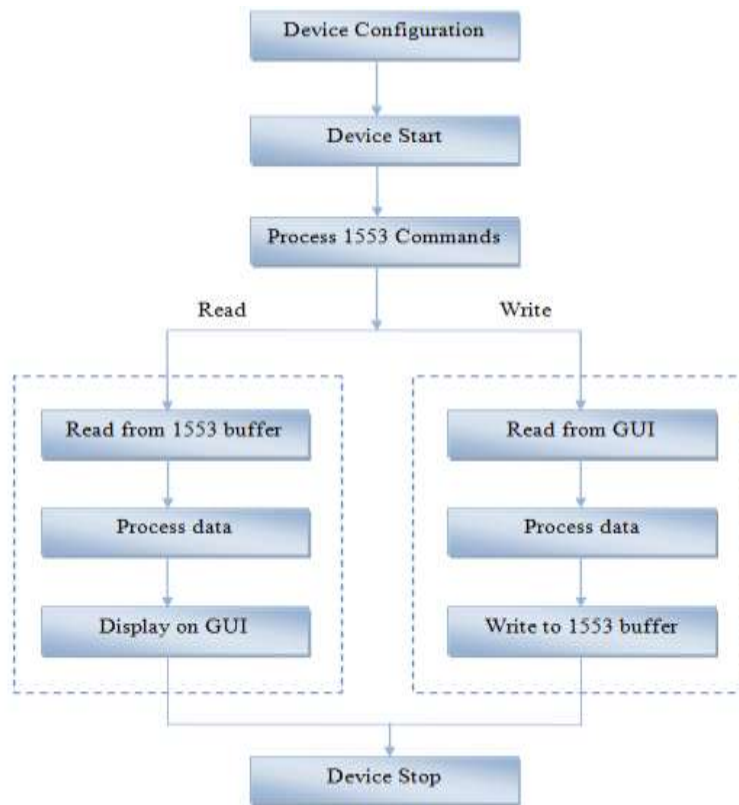 Device Configuration
Device Start
Process 1553 Commands
Read
Write
Read from 1553 buffer
Read from GUI
Process data
Process data
Display on GUI
Write to 1553 buffer
Device Stop